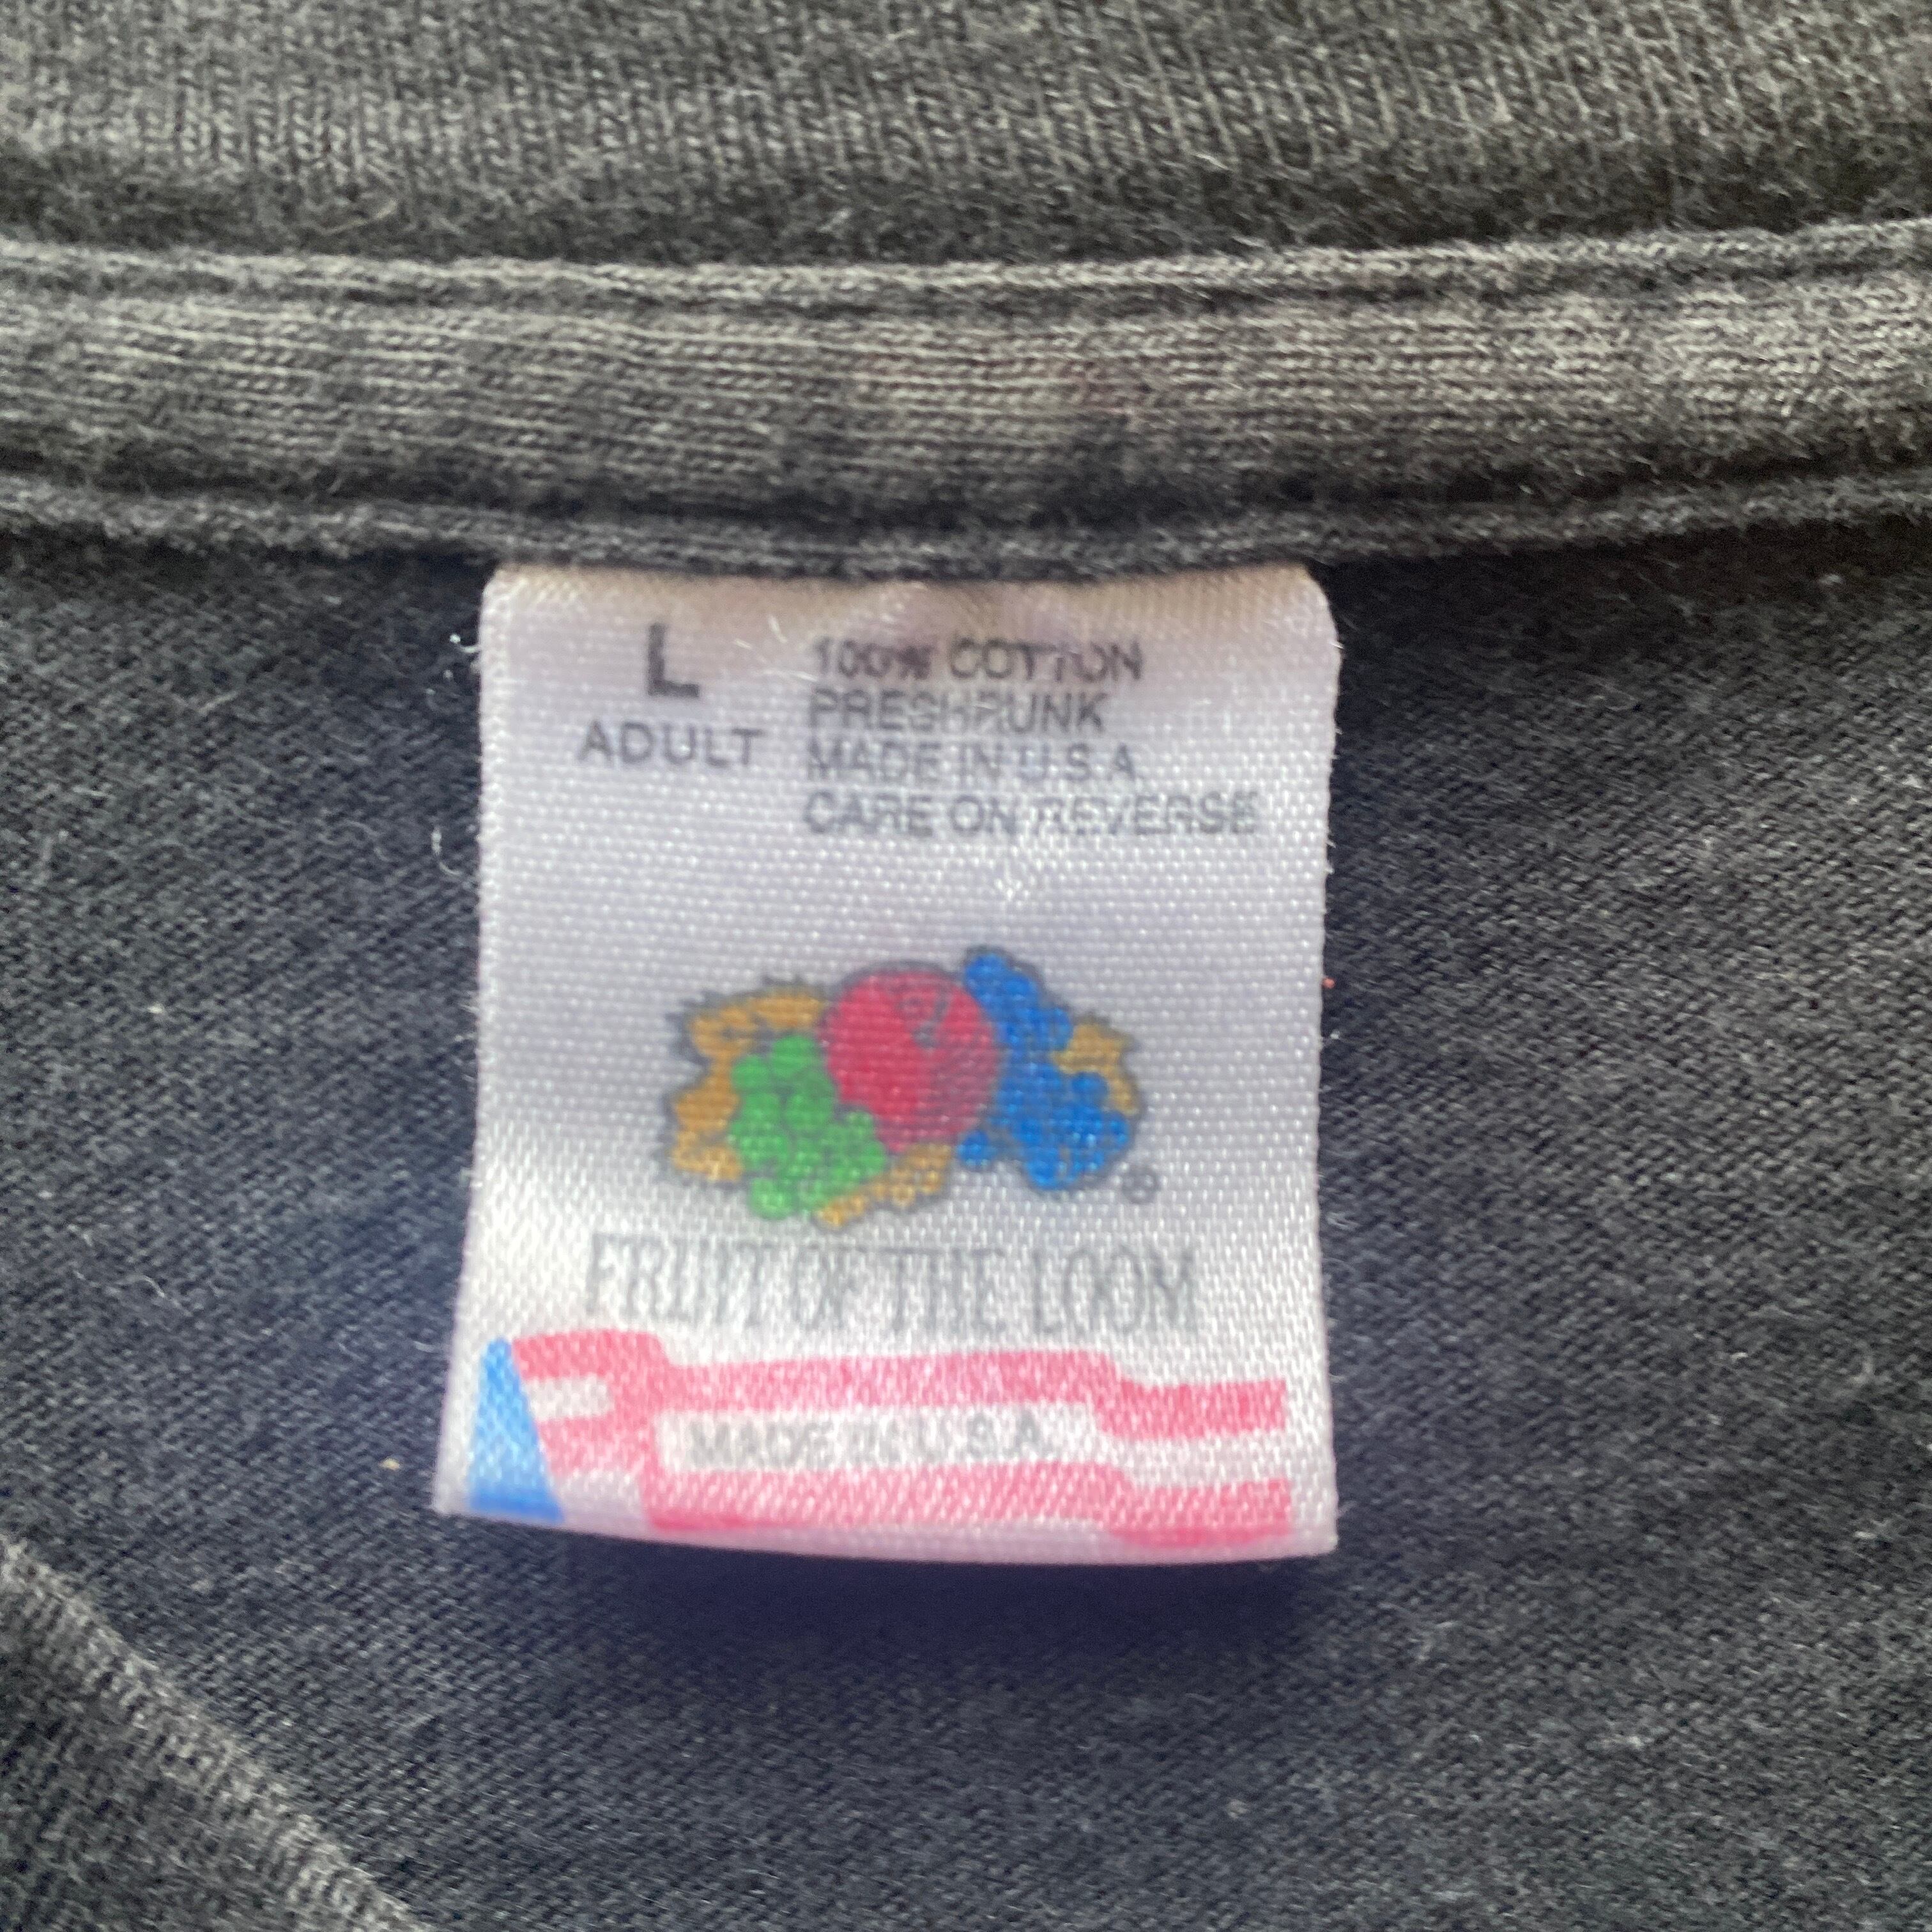 L
ADULT
100% COTTON
PRESHRUNK
MADE IN U.S.A
CARE ON REVERSE
®
FRUIT OF THE LOOM
MADE IN U.S.A